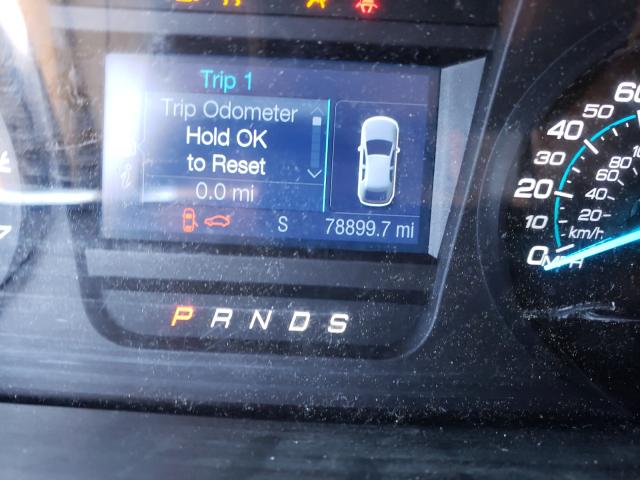 Trip 1
Trip Odometer
Hold OK
to Reset
0.0 mi
S 78899.7 mi
P R N D S
60
50
40
30
20
10
0 MPH
80
60
40
20
km/h